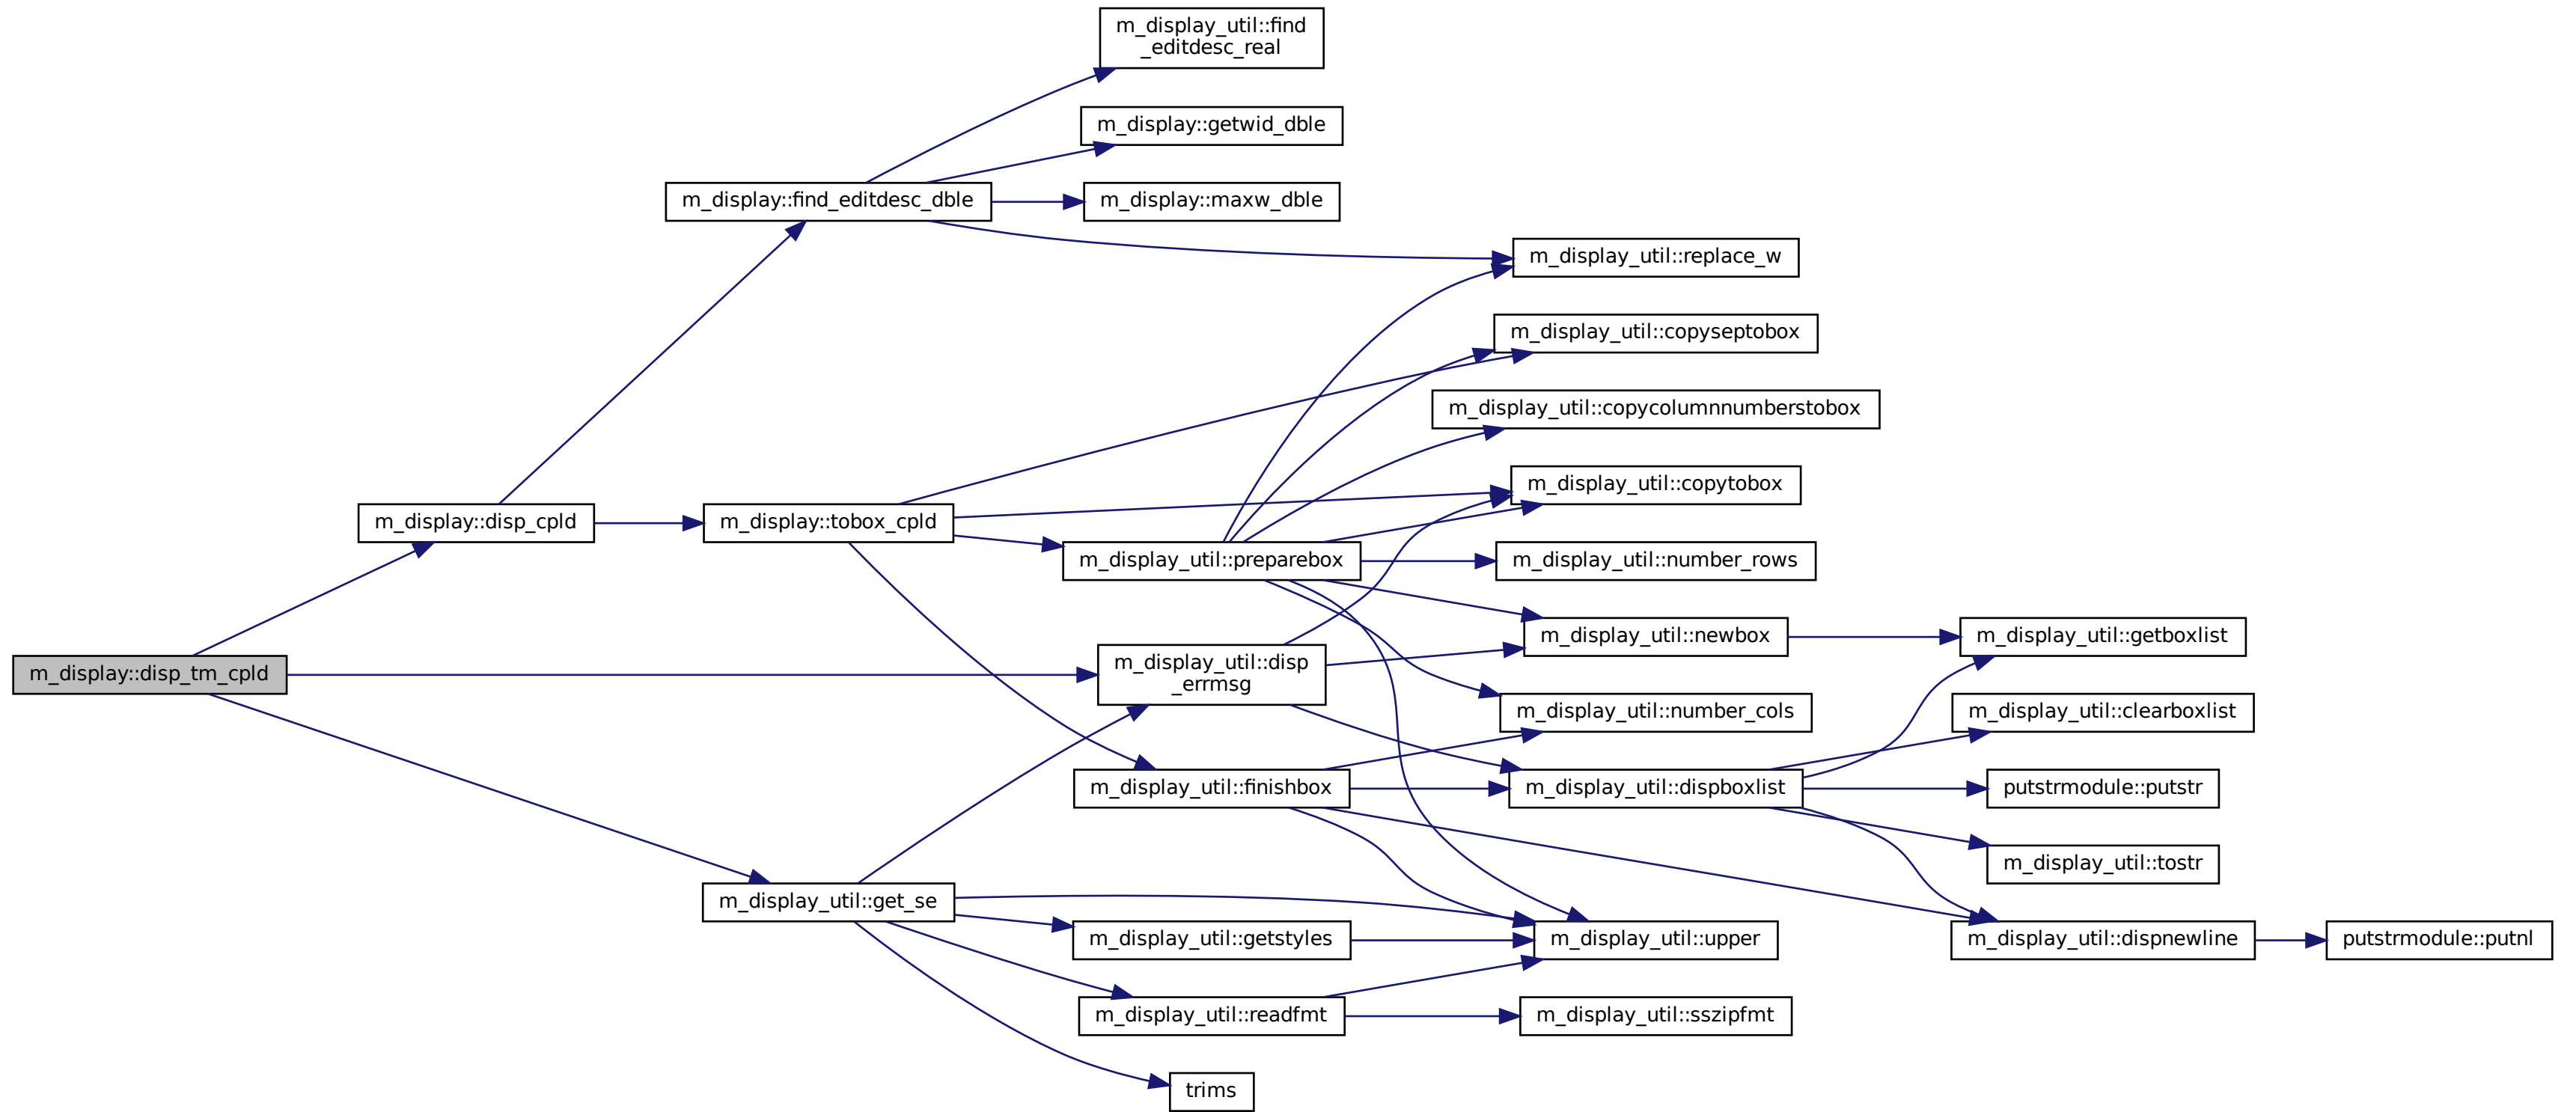 m_display_util::find
_editdesc_real
m_display::getwid_dble
m_display::find_editdesc_dble
m_display::maxw_dble
m_display_util::replace_w
m_display_util::copyseptobox
m_display_util::copycolumnnumberstobox
m_display_util::copytobox
m_display::disp_cpld
m_display::tobox_cpld
m_display_util::preparebox
m_display_util::number_rows
m_display_util::newbox
m_display_util::getboxlist
m_display::disp_tm_cpld
m_display_util::disp
_errmsg
m_display_util::number_cols
m_display_util::clearboxlist
m_display_util::finishbox
m_display_util::dispboxlist
putstrmodule::putstr
m_display_util::tostr
m_display_util::get_se
m_display_util::getstyles
m_display_util::upper
m_display_util::dispnewline
putstrmodule::putnl
m_display_util::readfmt
m_display_util::sszipfmt
trims